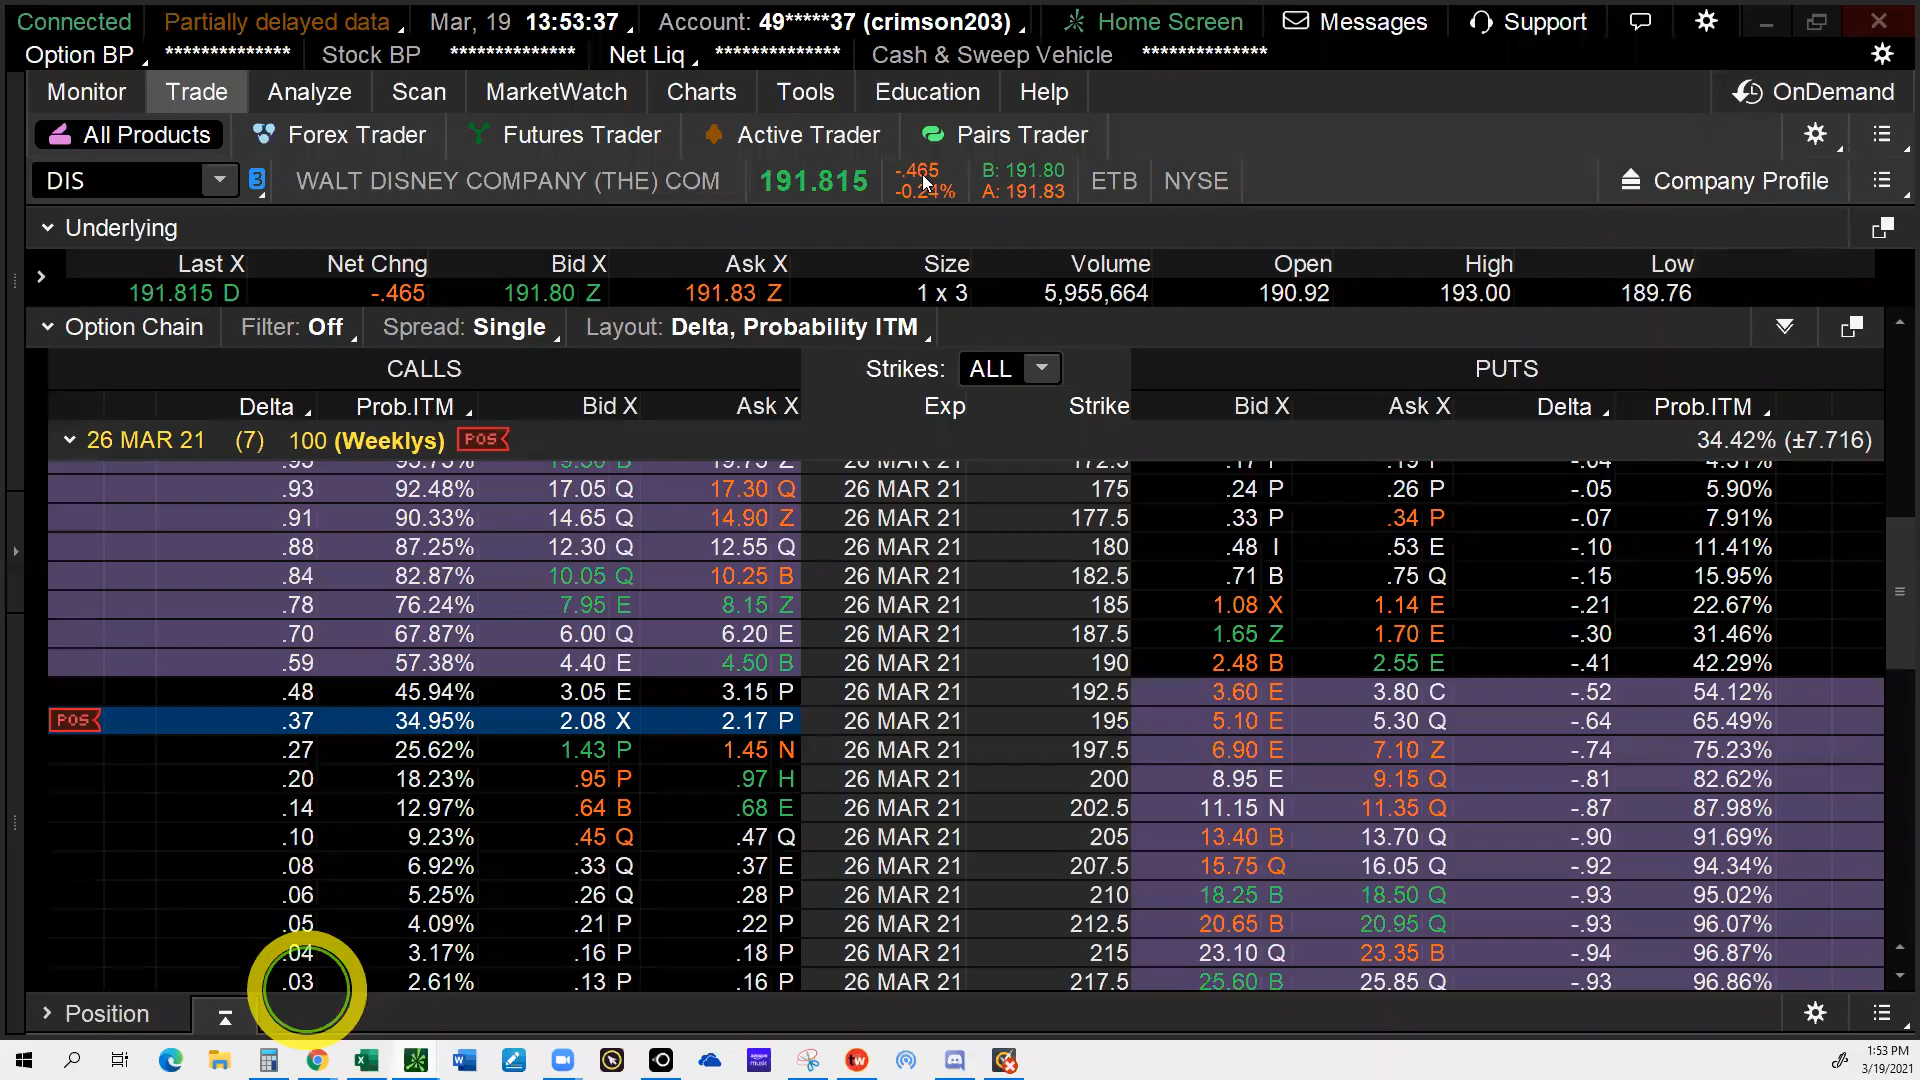 Connected Partially delayed data Mar, 19 13:53:37 Account: 49*****37 (crimson203) Home Screen Messages Support
Option BP ************** Stock BP ************** Net Liq ************** Cash & Sweep Vehicle **************
Monitor Trade Analyze Scan MarketWatch Charts Tools Education Help OnDemand
All Products Forex Trader Futures Trader Active Trader Pairs Trader
DIS 3 WALT DISNEY COMPANY (THE) COM 191.815 -.465 B: 191.80 ETB NYSE Company Profile
-0.24% A: 191.83
Underlying
Last X Net Chng Bid X Ask X Size Volume Open High Low
191.815 D -.465 191.80 Z 191.83 Z 1 x 3 5,955,664 190.92 193.00 189.76
Option Chain Filter: Off Spread: Single Layout: Delta, Probability ITM
CALLS Strikes: ALL PUTS
Delta Prob.ITM Bid X Ask X Exp Strike Bid X Ask X Delta Prob.ITM
26 MAR 21 (7) 100 (Weeklys) POS 34.42% (±7.716)
.93 92.48% 17.05 Q 17.30 Q 26 MAR 21 175 .24 P .26 P -.05 5.90%
.91 90.33% 14.65 Q 14.90 Z 26 MAR 21 177.5 .33 P .34 P -.07 7.91%
.88 87.25% 12.30 Q 12.55 Q 26 MAR 21 180 .48 I .53 E -.10 11.41%
.84 82.87% 10.05 Q 10.25 B 26 MAR 21 182.5 .71 B .75 Q -.15 15.95%
.78 76.24% 7.95 E 8.15 Z 26 MAR 21 185 1.08 X 1.14 E -.21 22.67%
.70 67.87% 6.00 Q 6.20 E 26 MAR 21 187.5 1.65 Z 1.70 E -.30 31.46%
.59 57.38% 4.40 E 4.50 B 26 MAR 21 190 2.48 B 2.55 E -.41 42.29%
.48 45.94% 3.05 E 3.15 P 26 MAR 21 192.5 3.60 E 3.80 C -.52 54.12%
POS .37 34.95% 2.08 X 2.17 P 26 MAR 21 195 5.10 E 5.30 Q -.64 65.49%
.27 25.62% 1.43 P 1.45 N 26 MAR 21 197.5 6.90 E 7.10 Z -.74 75.23%
.20 18.23% .95 P .97 H 26 MAR 21 200 8.95 E 9.15 Q -.81 82.62%
.14 12.97% .64 B .68 E 26 MAR 21 202.5 11.15 N 11.35 Q -.87 87.98%
.10 9.23% .45 Q .47 Q 26 MAR 21 205 13.40 B 13.70 Q -.90 91.69%
.08 6.92% .33 Q .37 E 26 MAR 21 207.5 15.75 Q 16.05 Q -.92 94.34%
.06 5.25% .26 Q .28 P 26 MAR 21 210 18.25 B 18.50 Q -.93 95.02%
.05 4.09% .21 P .22 P 26 MAR 21 212.5 20.65 B 20.95 Q -.93 96.07%
.04 3.17% .16 P .18 P 26 MAR 21 215 23.10 Q 23.35 B -.94 96.87%
.03 2.61% .13 P .16 P 26 MAR 21 217.5 25.60 B 25.85 Q -.93 96.86%
Position
tw
1:53 PM
3/19/2021